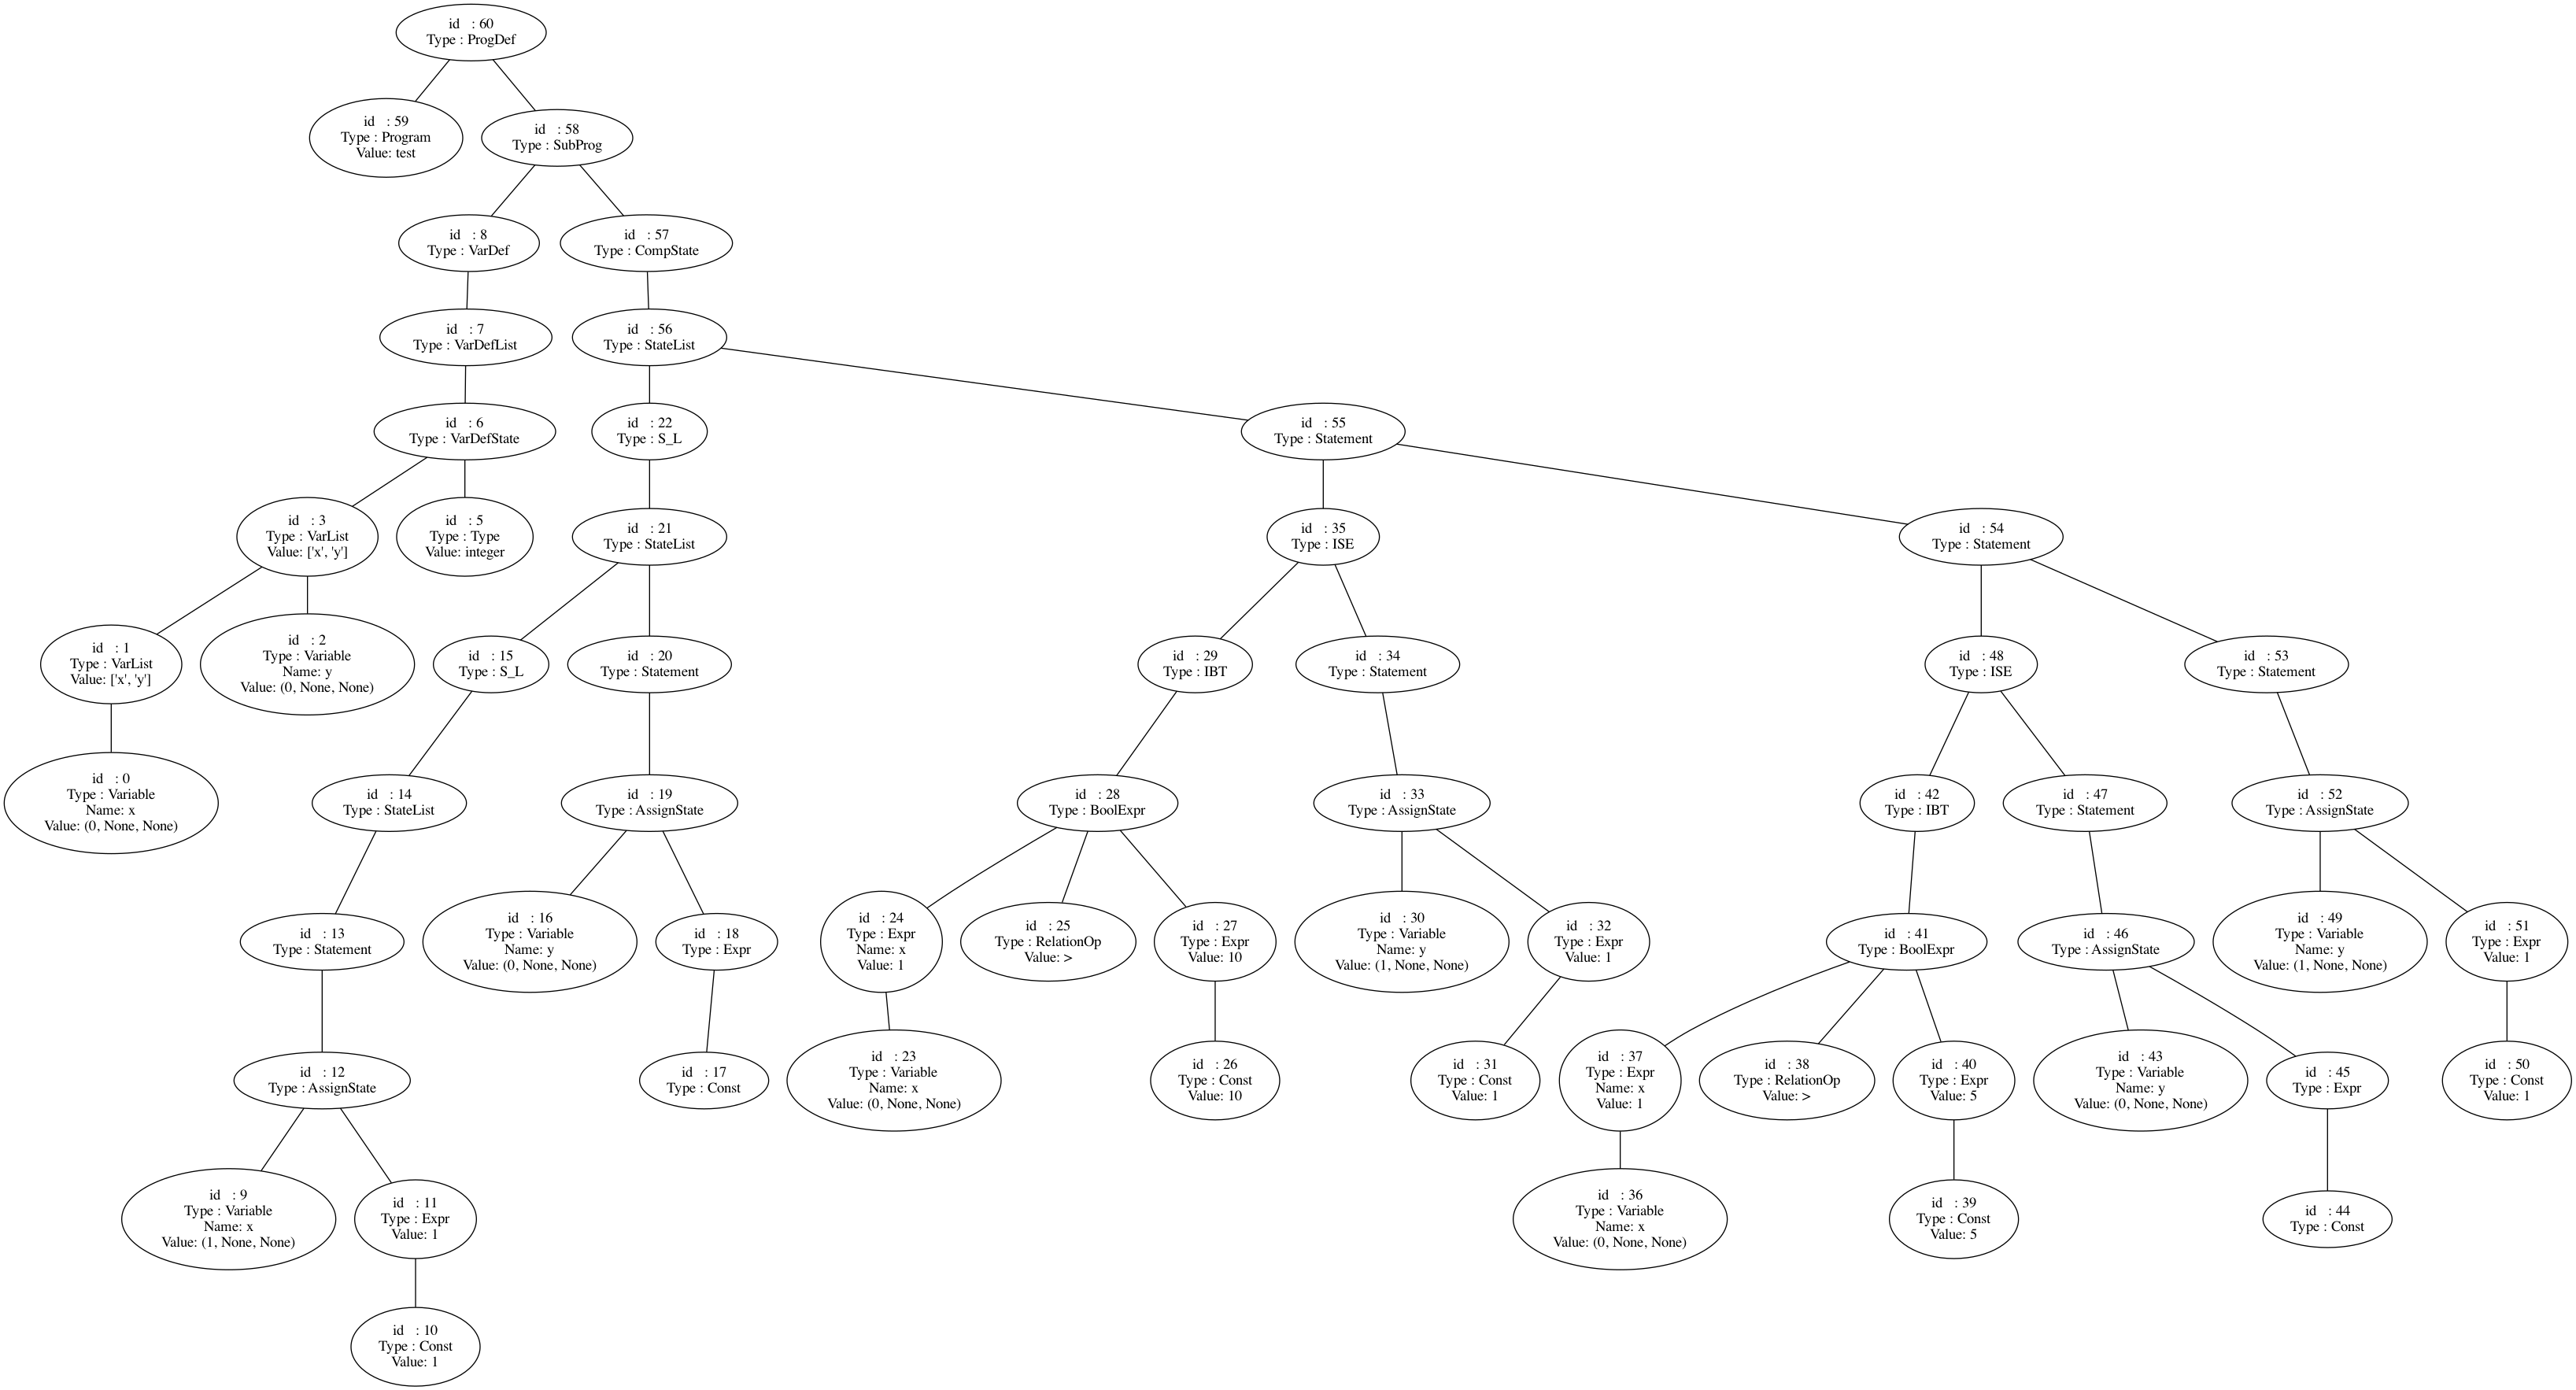 id : 60
Type : ProgDef
id : 59
Type : Program
Value: test
id : 58
Type : SubProg
id : 8
Type : VarDef
id : 57
Type : CompState
id : 7
Type : VarDefList
id : 56
Type : StateList
id : 6
Type : VarDefState
id : 22
Type : S_L
id : 55
Type : Statement
id : 3
Type : VarList
Value: ['x', 'y']
id : 5
Type : Type
Value: integer
id : 21
Type : StateList
id : 35
Type : ISE
id : 54
Type : Statement
id : 1
Type : VarList
Value: ['x', 'y']
id : 2
Type : Variable
Name: y
Value: (0, None, None)
id : 15
Type : S_L
id : 20
Type : Statement
id : 29
Type : IBT
id : 34
Type : Statement
id : 48
Type : ISE
id : 53
Type : Statement
id : 0
Type : Variable
Name: x
Value: (0, None, None)
id : 14
Type : StateList
id : 19
Type : AssignState
id : 28
Type : BoolExpr
id : 33
Type : AssignState
id : 42
Type : IBT
id : 47
Type : Statement
id : 52
Type : AssignState
id : 13
Type : Statement
id : 16
Type : Variable
Name: y
Value: (0, None, None)
id : 18
Type : Expr
id : 24
Type : Expr
Name: x
Value: 1
id : 25
Type : RelationOp
Value: >
id : 27
Type : Expr
Value: 10
id : 30
Type : Variable
Name: y
Value: (1, None, None)
id : 32
Type : Expr
Value: 1
id : 41
Type : BoolExpr
id : 46
Type : AssignState
id : 49
Type : Variable
Name: y
Value: (1, None, None)
id : 51
Type : Expr
Value: 1
id : 12
Type : AssignState
id : 17
Type : Const
id : 23
Type : Variable
Name: x
Value: (0, None, None)
id : 26
Type : Const
Value: 10
id : 31
Type : Const
Value: 1
id : 37
Type : Expr
Name: x
Value: 1
id : 38
Type : RelationOp
Value: >
id : 40
Type : Expr
Value: 5
id : 43
Type : Variable
Name: y
Value: (0, None, None)
id : 45
Type : Expr
id : 50
Type : Const
Value: 1
id : 9
Type : Variable
Name: x
Value: (1, None, None)
id : 11
Type : Expr
Value: 1
id : 36
Type : Variable
Name: x
Value: (0, None, None)
id : 39
Type : Const
Value: 5
id : 44
Type : Const
id : 10
Type : Const
Value: 1